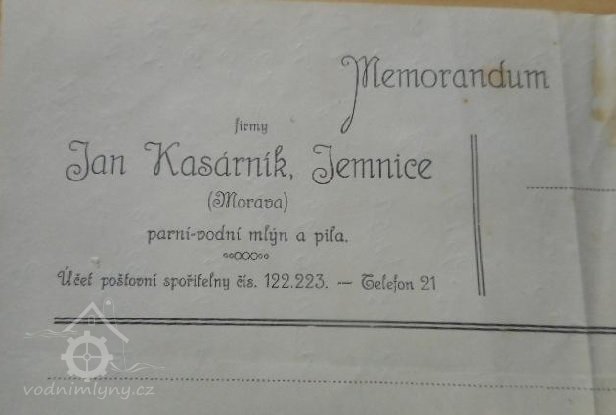 Memorandum
firmy
Jan Kasárník, Jemnice
(Morava)
parní-vodní mlýn a pila.
Účet poštovní spořitelny čís. 122.223. — Telefon 21
vodnimlyny.cz